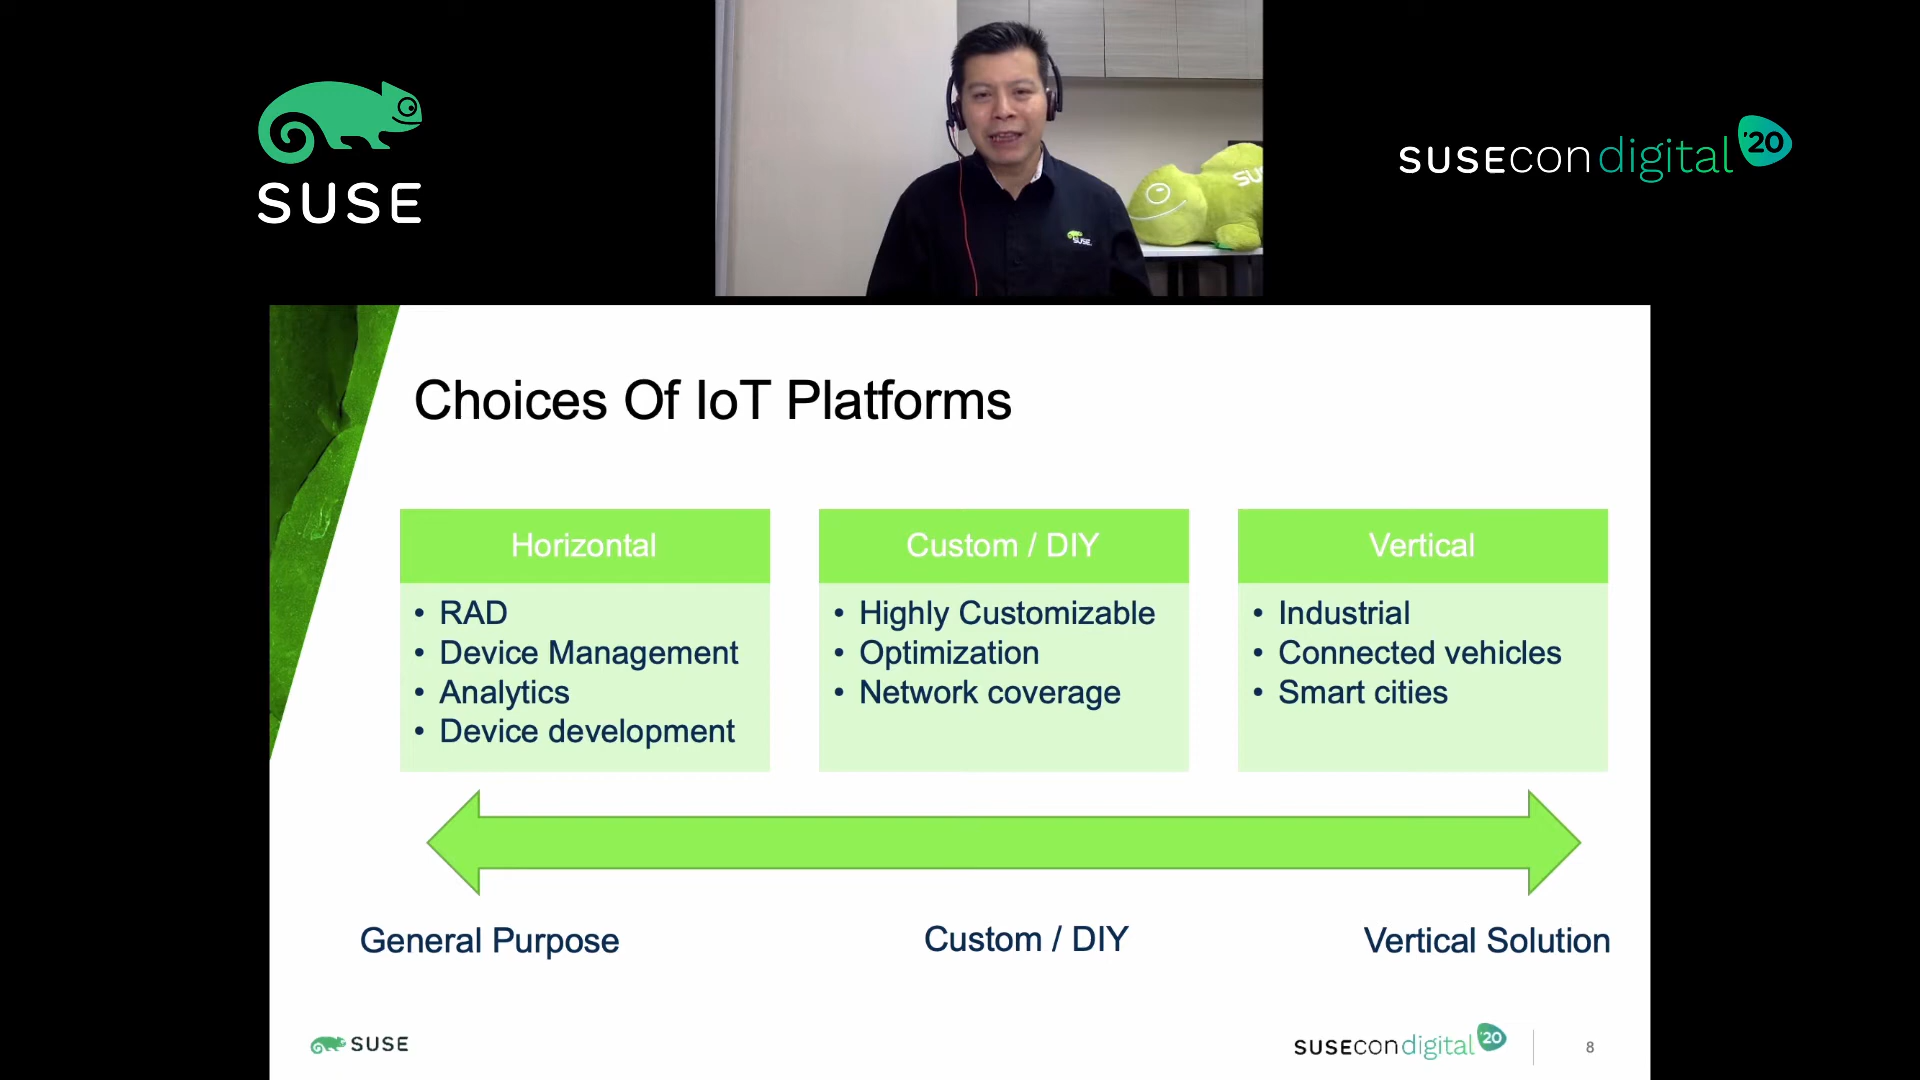 SUSE
SUSEcon digital '20
SUS
SUSE
Choices Of IoT Platforms
Horizontal
• RAD
• Device Management
• Analytics
• Device development
Custom / DIY
• Highly Customizable
• Optimization
• Network coverage
Vertical
• Industrial
• Connected vehicles
• Smart cities
General Purpose
Custom / DIY
Vertical Solution
SUSE
SUSEcon digital '20
8